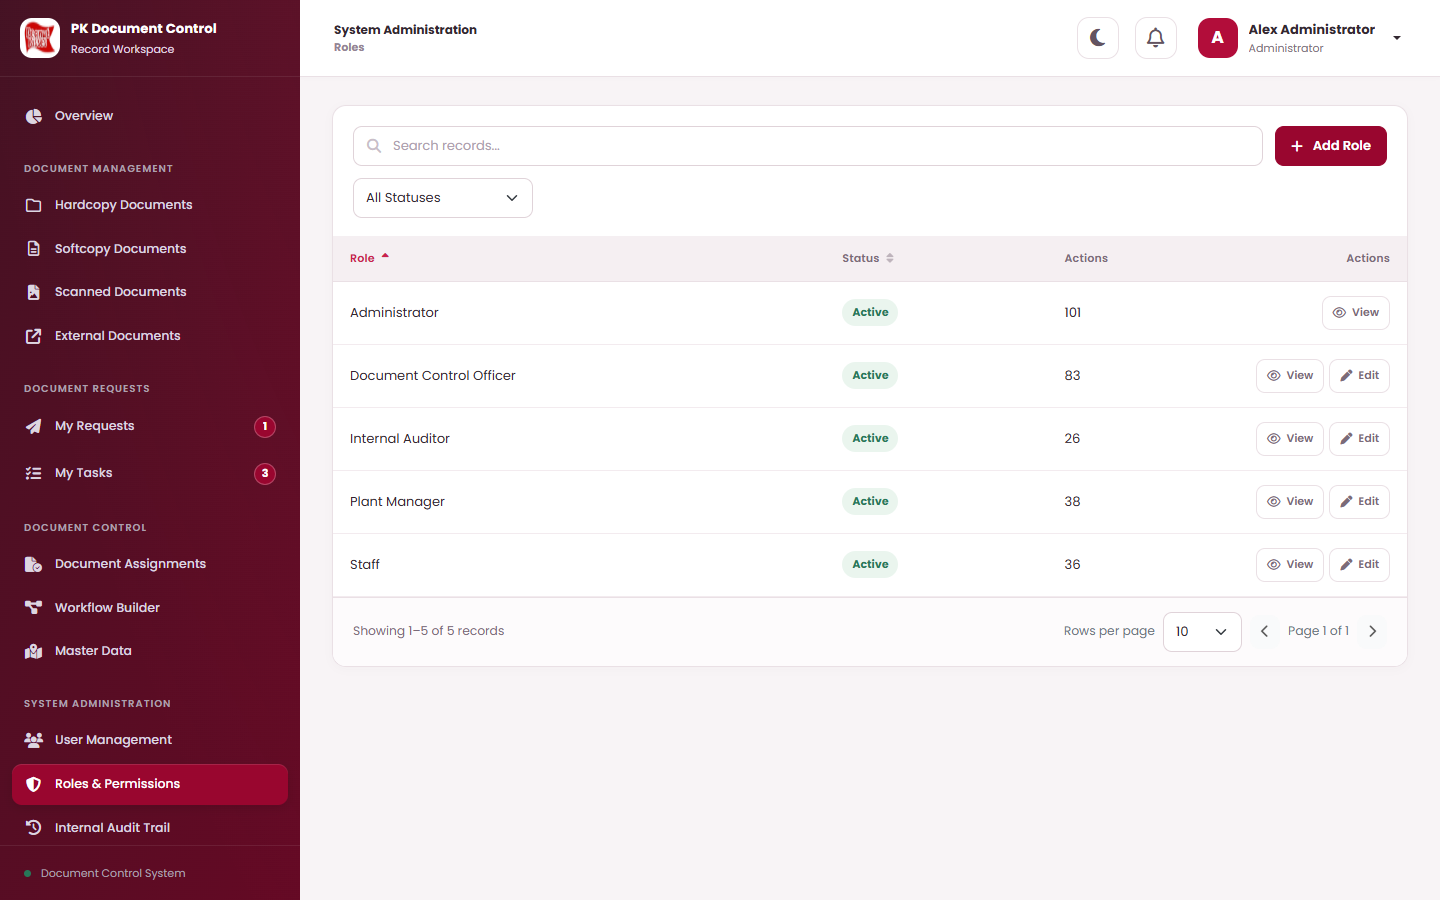 PK Document Control
Record Workspace
Overview
DOCUMENT MANAGEMENT
Hardcopy Documents
Softcopy Documents
Scanned Documents
External Documents
DOCUMENT REQUESTS
My Requests 1
My Tasks 3
DOCUMENT CONTROL
Document Assignments
Workflow Builder
Master Data
SYSTEM ADMINISTRATION
User Management
Roles & Permissions
Internal Audit Trail
Document Control System
System Administration
Roles
A
Alex Administrator
Administrator
Search records...
+ Add Role
All Statuses
Role Status Actions Actions
Administrator Active 101 View
Document Control Officer Active 83 View Edit
Internal Auditor Active 26 View Edit
Plant Manager Active 38 View Edit
Staff Active 36 View Edit
Showing 1–5 of 5 records
Rows per page 10 Page 1 of 1